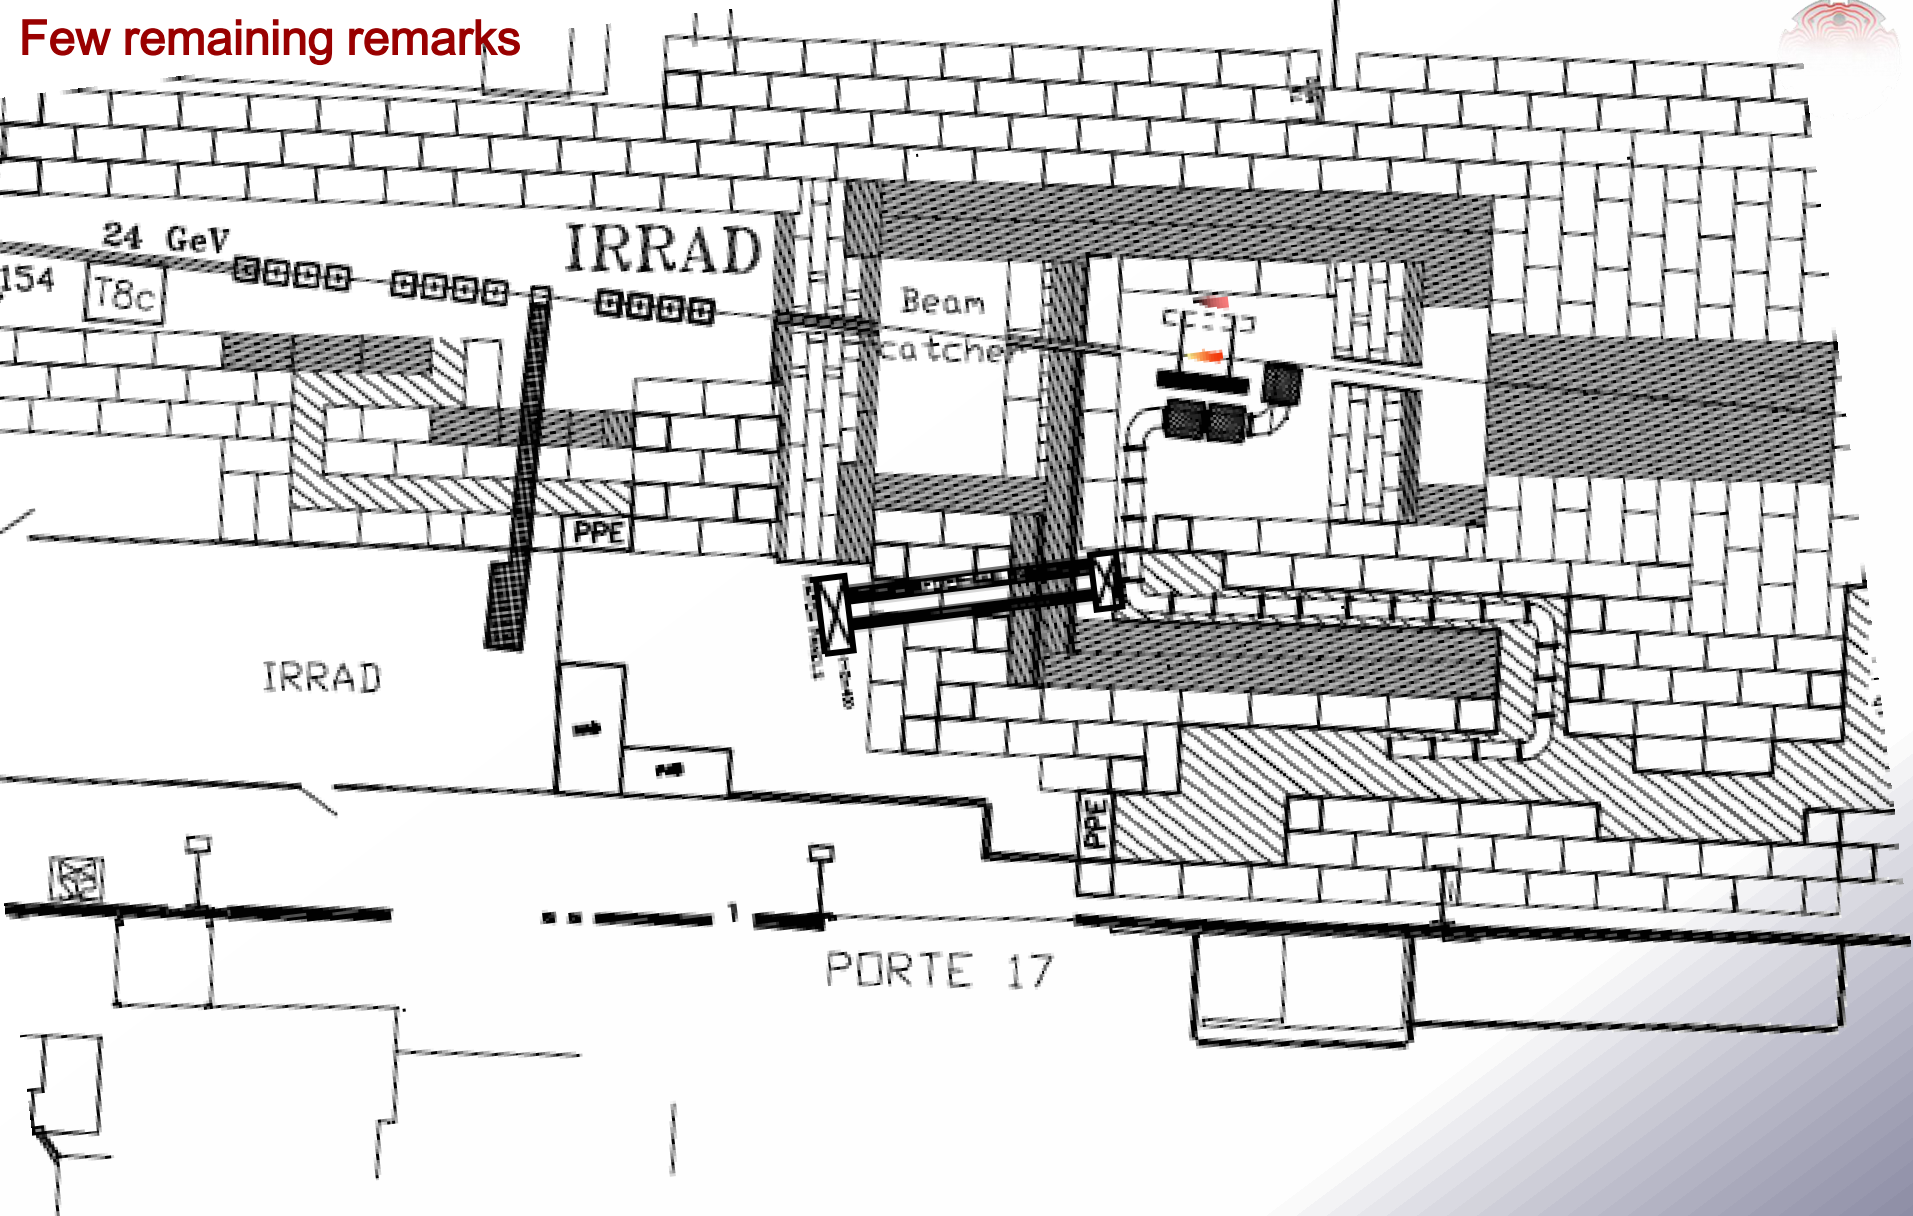 Few remaining remarks
24 GeV
IRRAD
154
T8c
Beam
catcher
PPE
IRRAD
PPE
PORTE 17